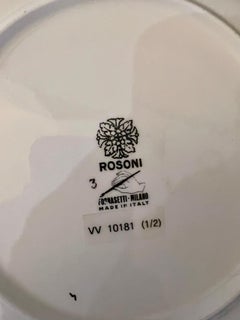 ROSONI
3
FORNASETTI-MILANO
MADE IN ITALY
VV 10181 (1/2)